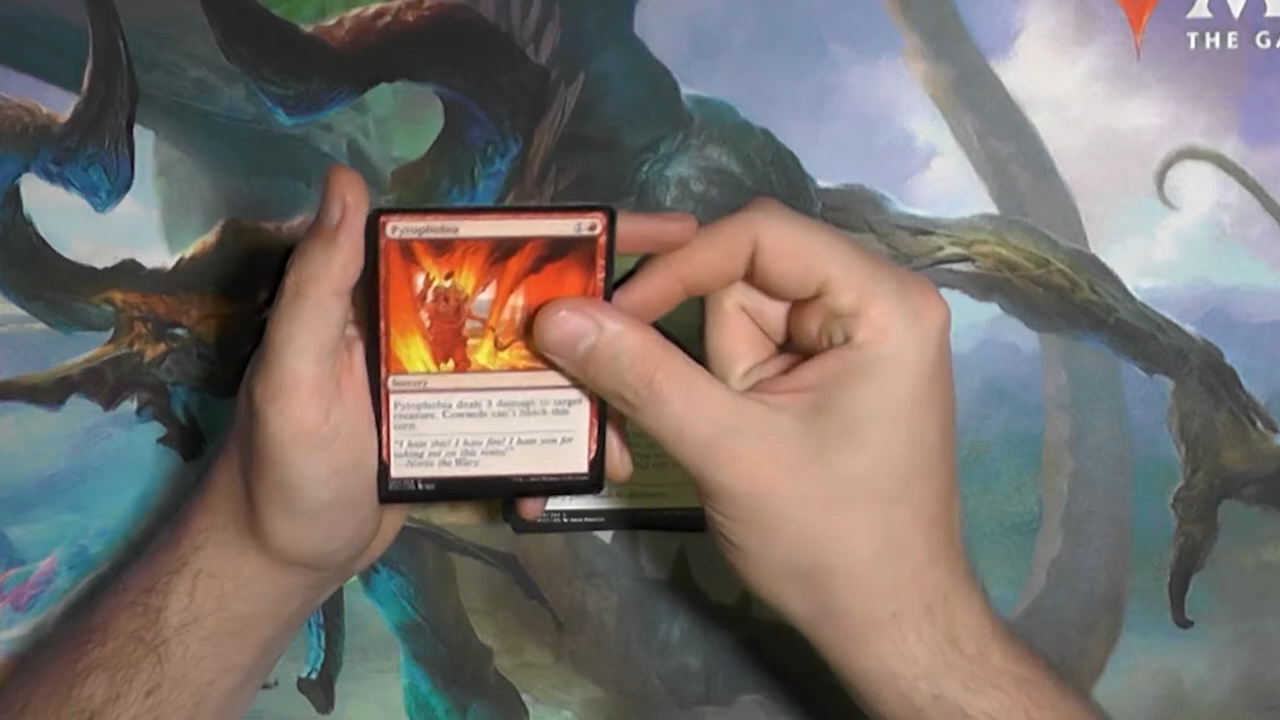 THE GA
Pyrophobia
Sorcery
Pyrophobia deals 3 damage to target
creature. Cowards can't block this
turn.
"I hate this! I hate fire! I hate you for
taking me on this route!"
—Norin the Wary